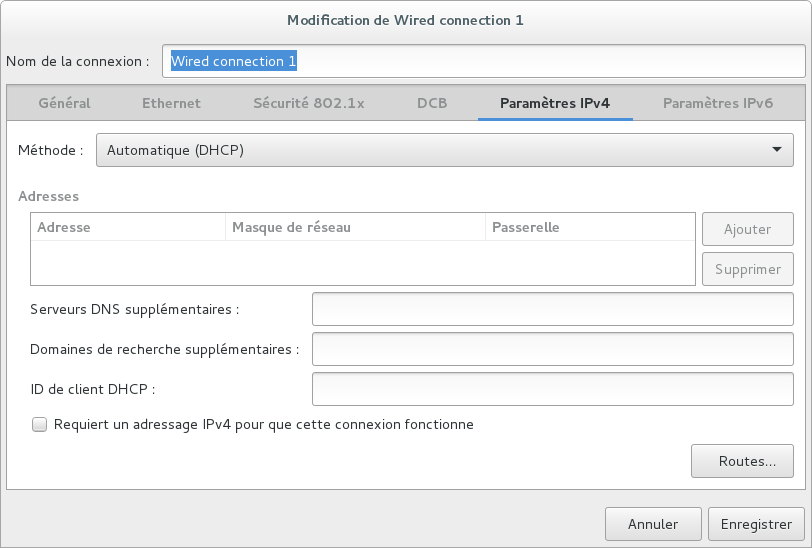 Modification de Wired connection 1
Nom de la connexion : Wired connection 1
Général Ethernet Sécurité 802.1x DCB Paramètres IPv4 Paramètres IPv6
Méthode : Automatique (DHCP)
Adresses
Adresse Masque de réseau Passerelle Ajouter
Supprimer
Serveurs DNS supplémentaires :
Domaines de recherche supplémentaires :
ID de client DHCP :
Requiert un adressage IPv4 pour que cette connexion fonctionne
Routes...
Annuler Enregistrer